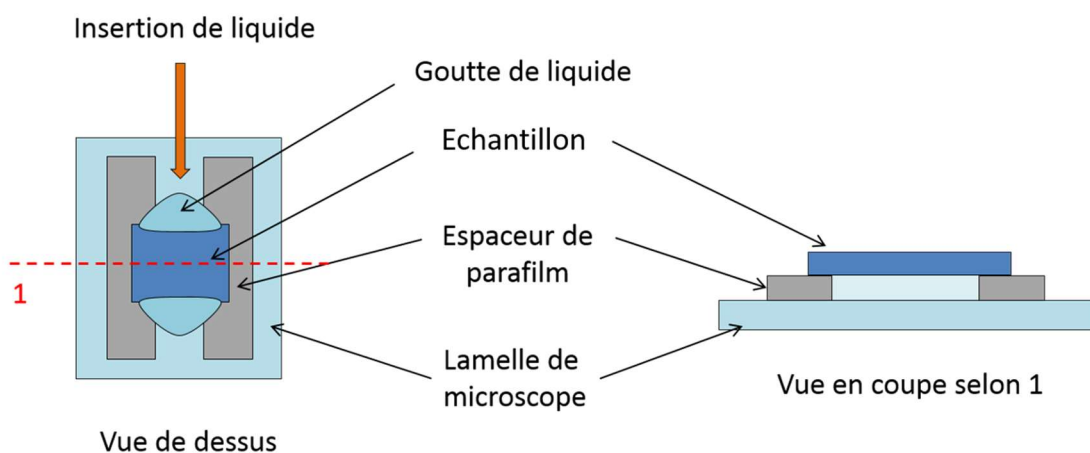 Insertion de liquide
Goutte de liquide
Echantillon
Espaceur de
parafilm
1
Lamelle de
microscope
Vue en coupe selon 1
Vue de dessus